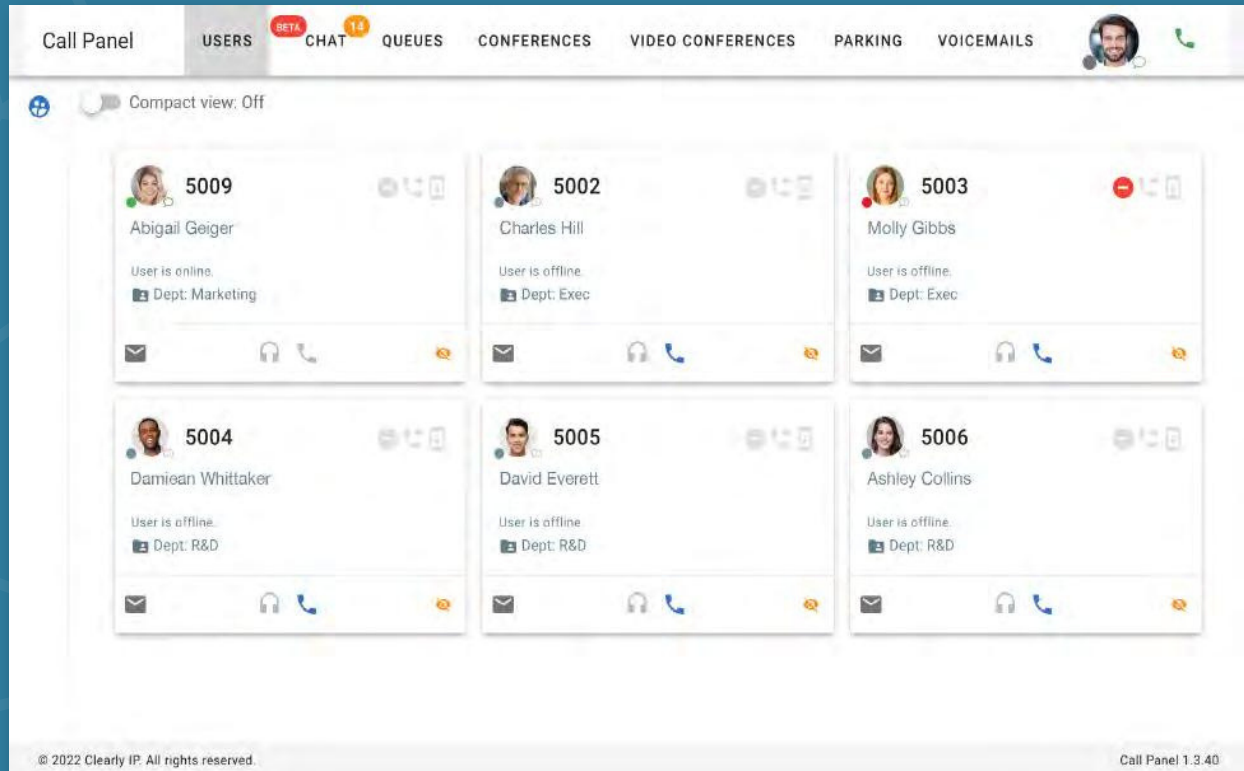 Call Panel USERS BETA CHAT 14 QUEUES CONFERENCES VIDEO CONFERENCES PARKING VOICEMAILS
Compact view: Off
5009
Abigail Geiger
User is online.
Dept: Marketing
5002
Charles Hill
User is offline.
Dept: Exec
5003
Molly Gibbs
User is offline.
Dept: Exec
5004
Damiean Whittaker
User is offline.
Dept: R&D
5005
David Everett
User is offline.
Dept: R&D
5006
Ashley Collins
User is offline.
Dept: R&D
© 2022 Clearly IP. All rights reserved. Call Panel 1.3.40